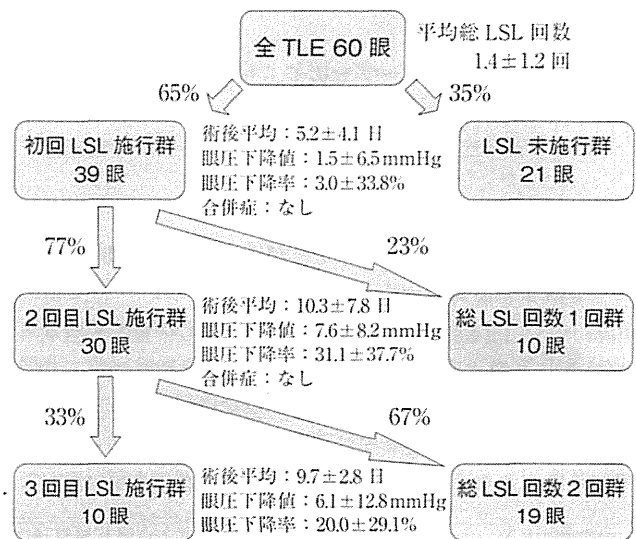 全 TLE 60 眼
平均総 LSL 回数
1.4±1.2 回
65%
35%
初回 LSL 施行群
39 眼
術後平均：5.2±4.1 日
眼圧下降値：1.5±6.5mmHg
眼圧下降率：3.0±33.8%
合併症：なし
LSL 未施行群
21 眼
77%
23%
2 回目 LSL 施行群
30 眼
術後平均：10.3±7.8 日
眼圧下降値：7.6±8.2mmHg
眼圧下降率：31.1±37.7%
合併症：なし
総 LSL 回数 1 回群
10 眼
33%
67%
3 回目 LSL 施行群
10 眼
術後平均：9.7±2.8 日
眼圧下降値：6.1±12.8mmHg
眼圧下降率：20.0±29.1%
総 LSL 回数 2 回群
19 眼